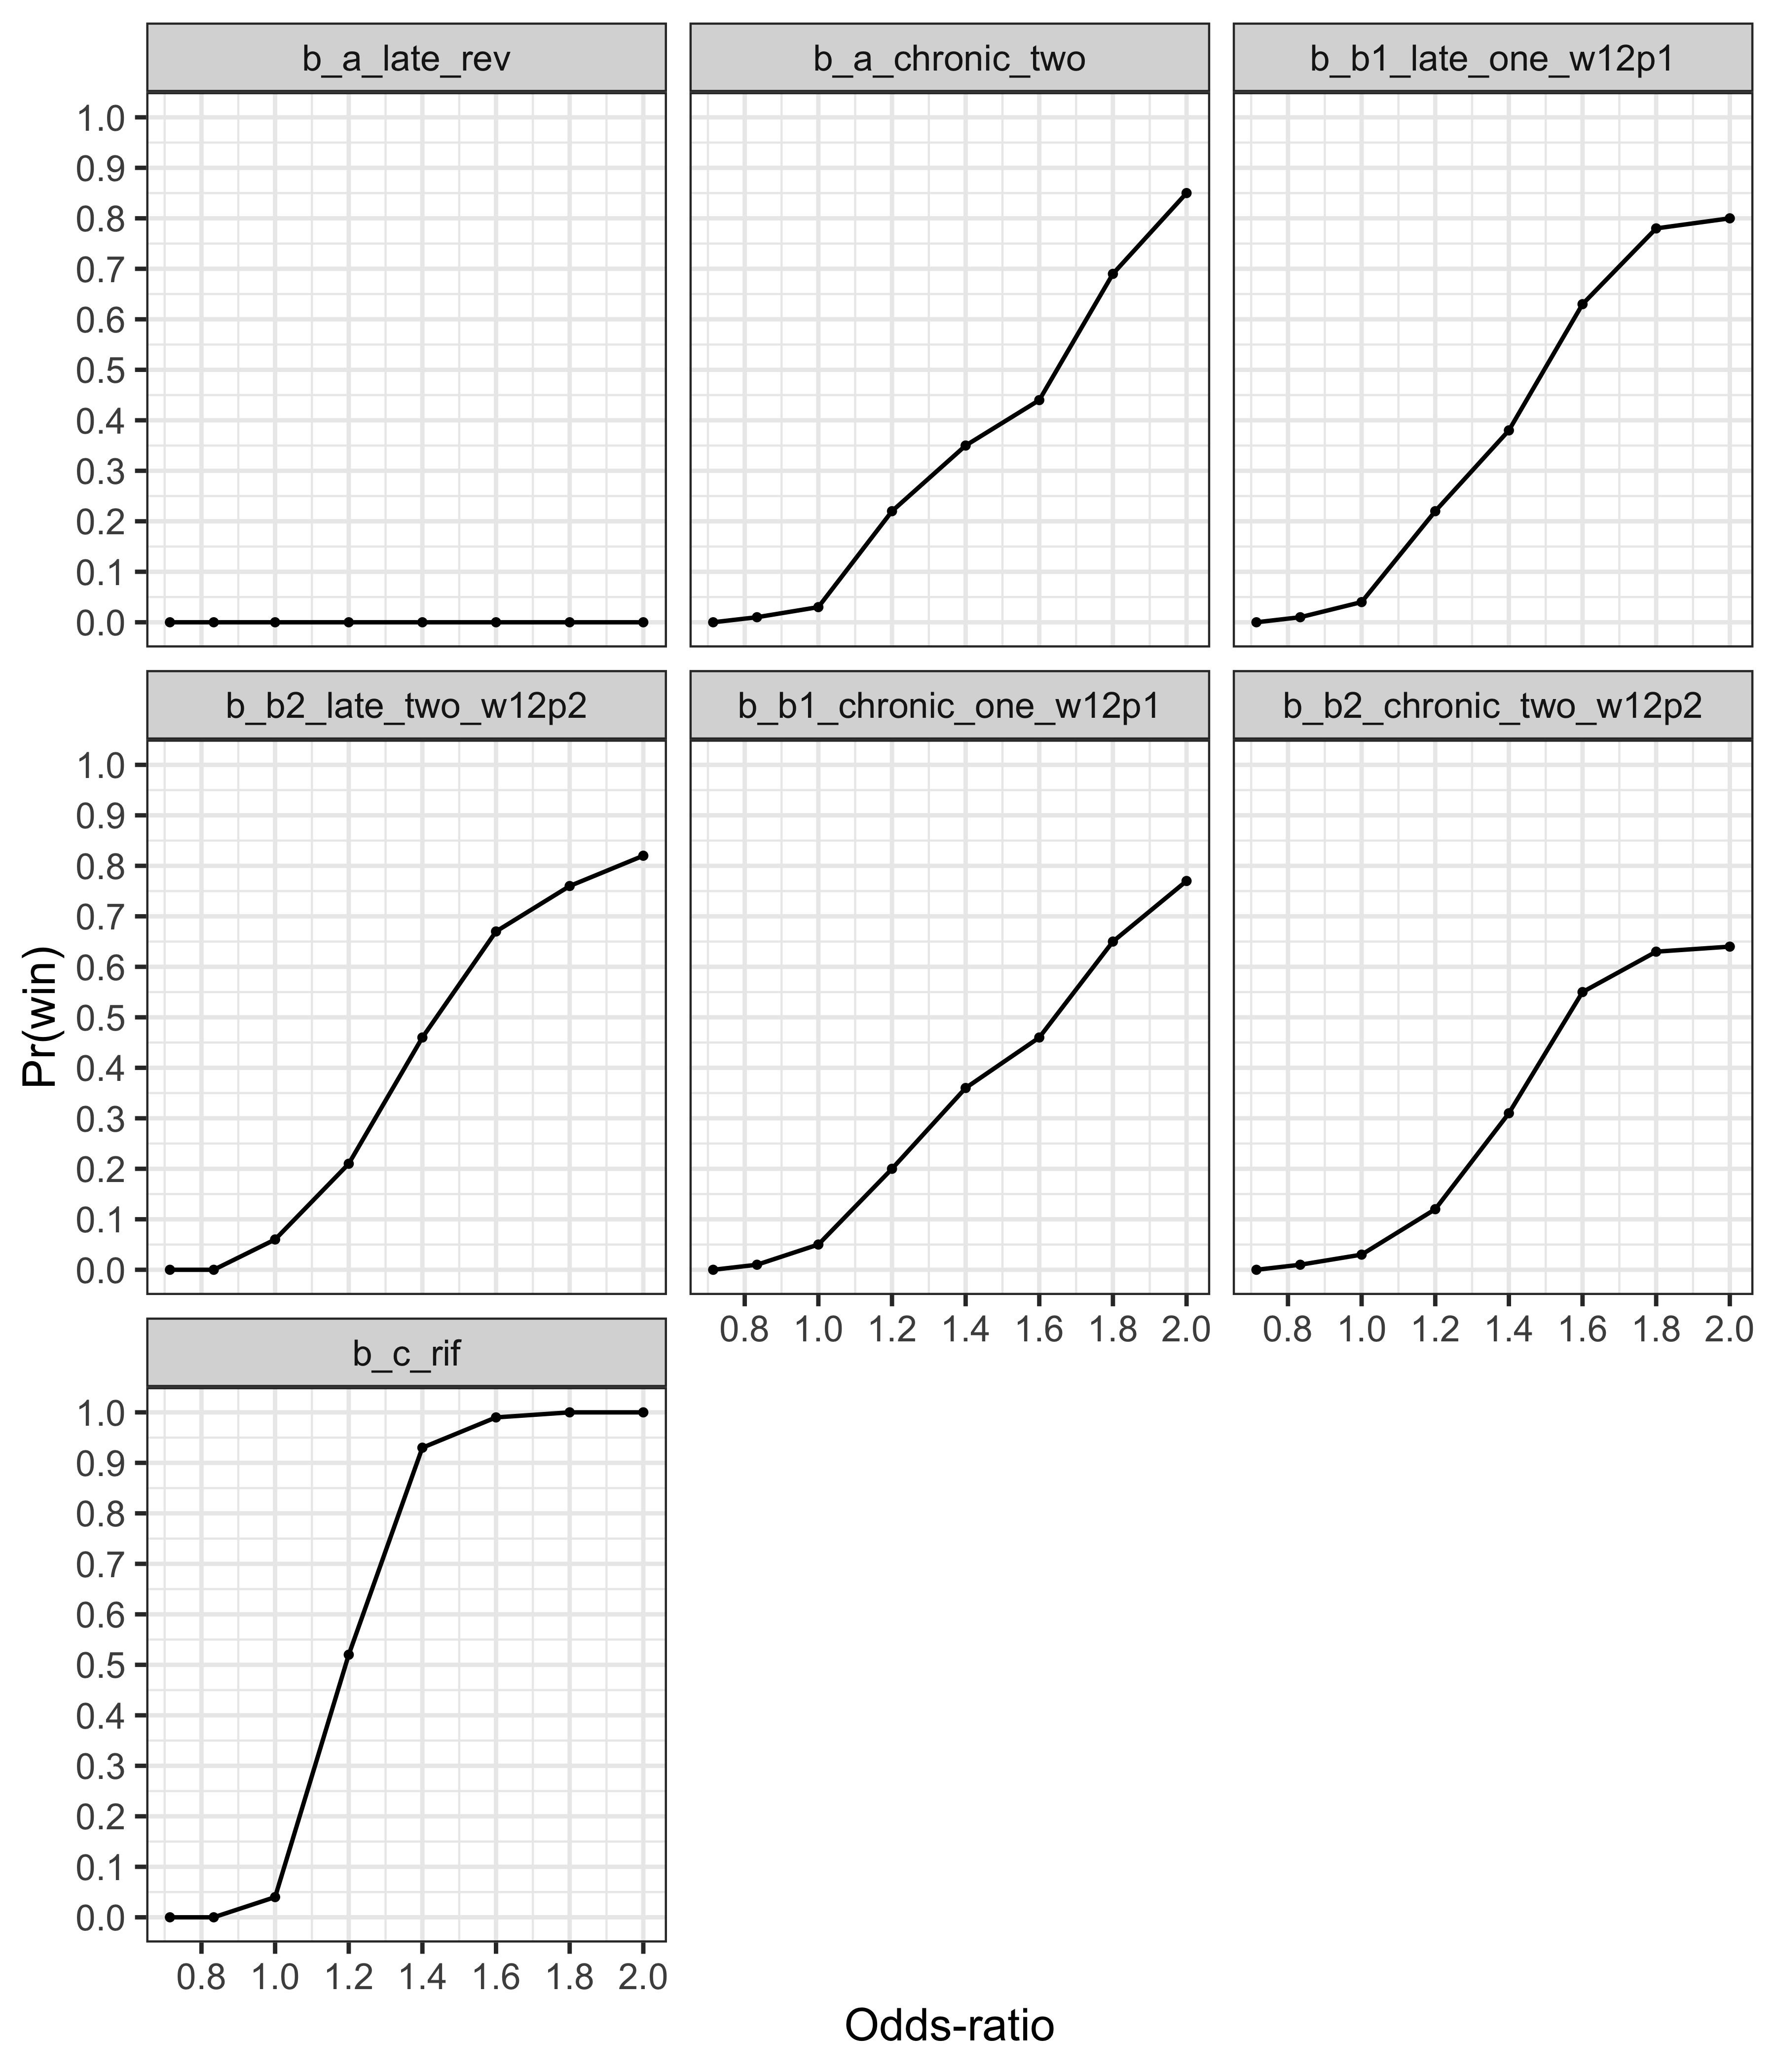 b_a_late_rev
b_a_chronic_two
b_b1_late_one_w12p1
1.0
0.9
0.8
0.7
0.6
0.5
0.4
0.3
0.2
0.1
0.0
b_b2_late_two_w12p2
b_b1_chronic_one_w12p1
b_b2_chronic_two_w12p2
1.0
0.9
0.8
0.7
0.6
0.5
0.4
0.3
0.2
0.1
0.0
Pr(win)
0.8 1.0 1.2 1.4 1.6 1.8 2.0
0.8 1.0 1.2 1.4 1.6 1.8 2.0
b_c_rif
1.0
0.9
0.8
0.7
0.6
0.5
0.4
0.3
0.2
0.1
0.0
0.8 1.0 1.2 1.4 1.6 1.8 2.0
Odds-ratio